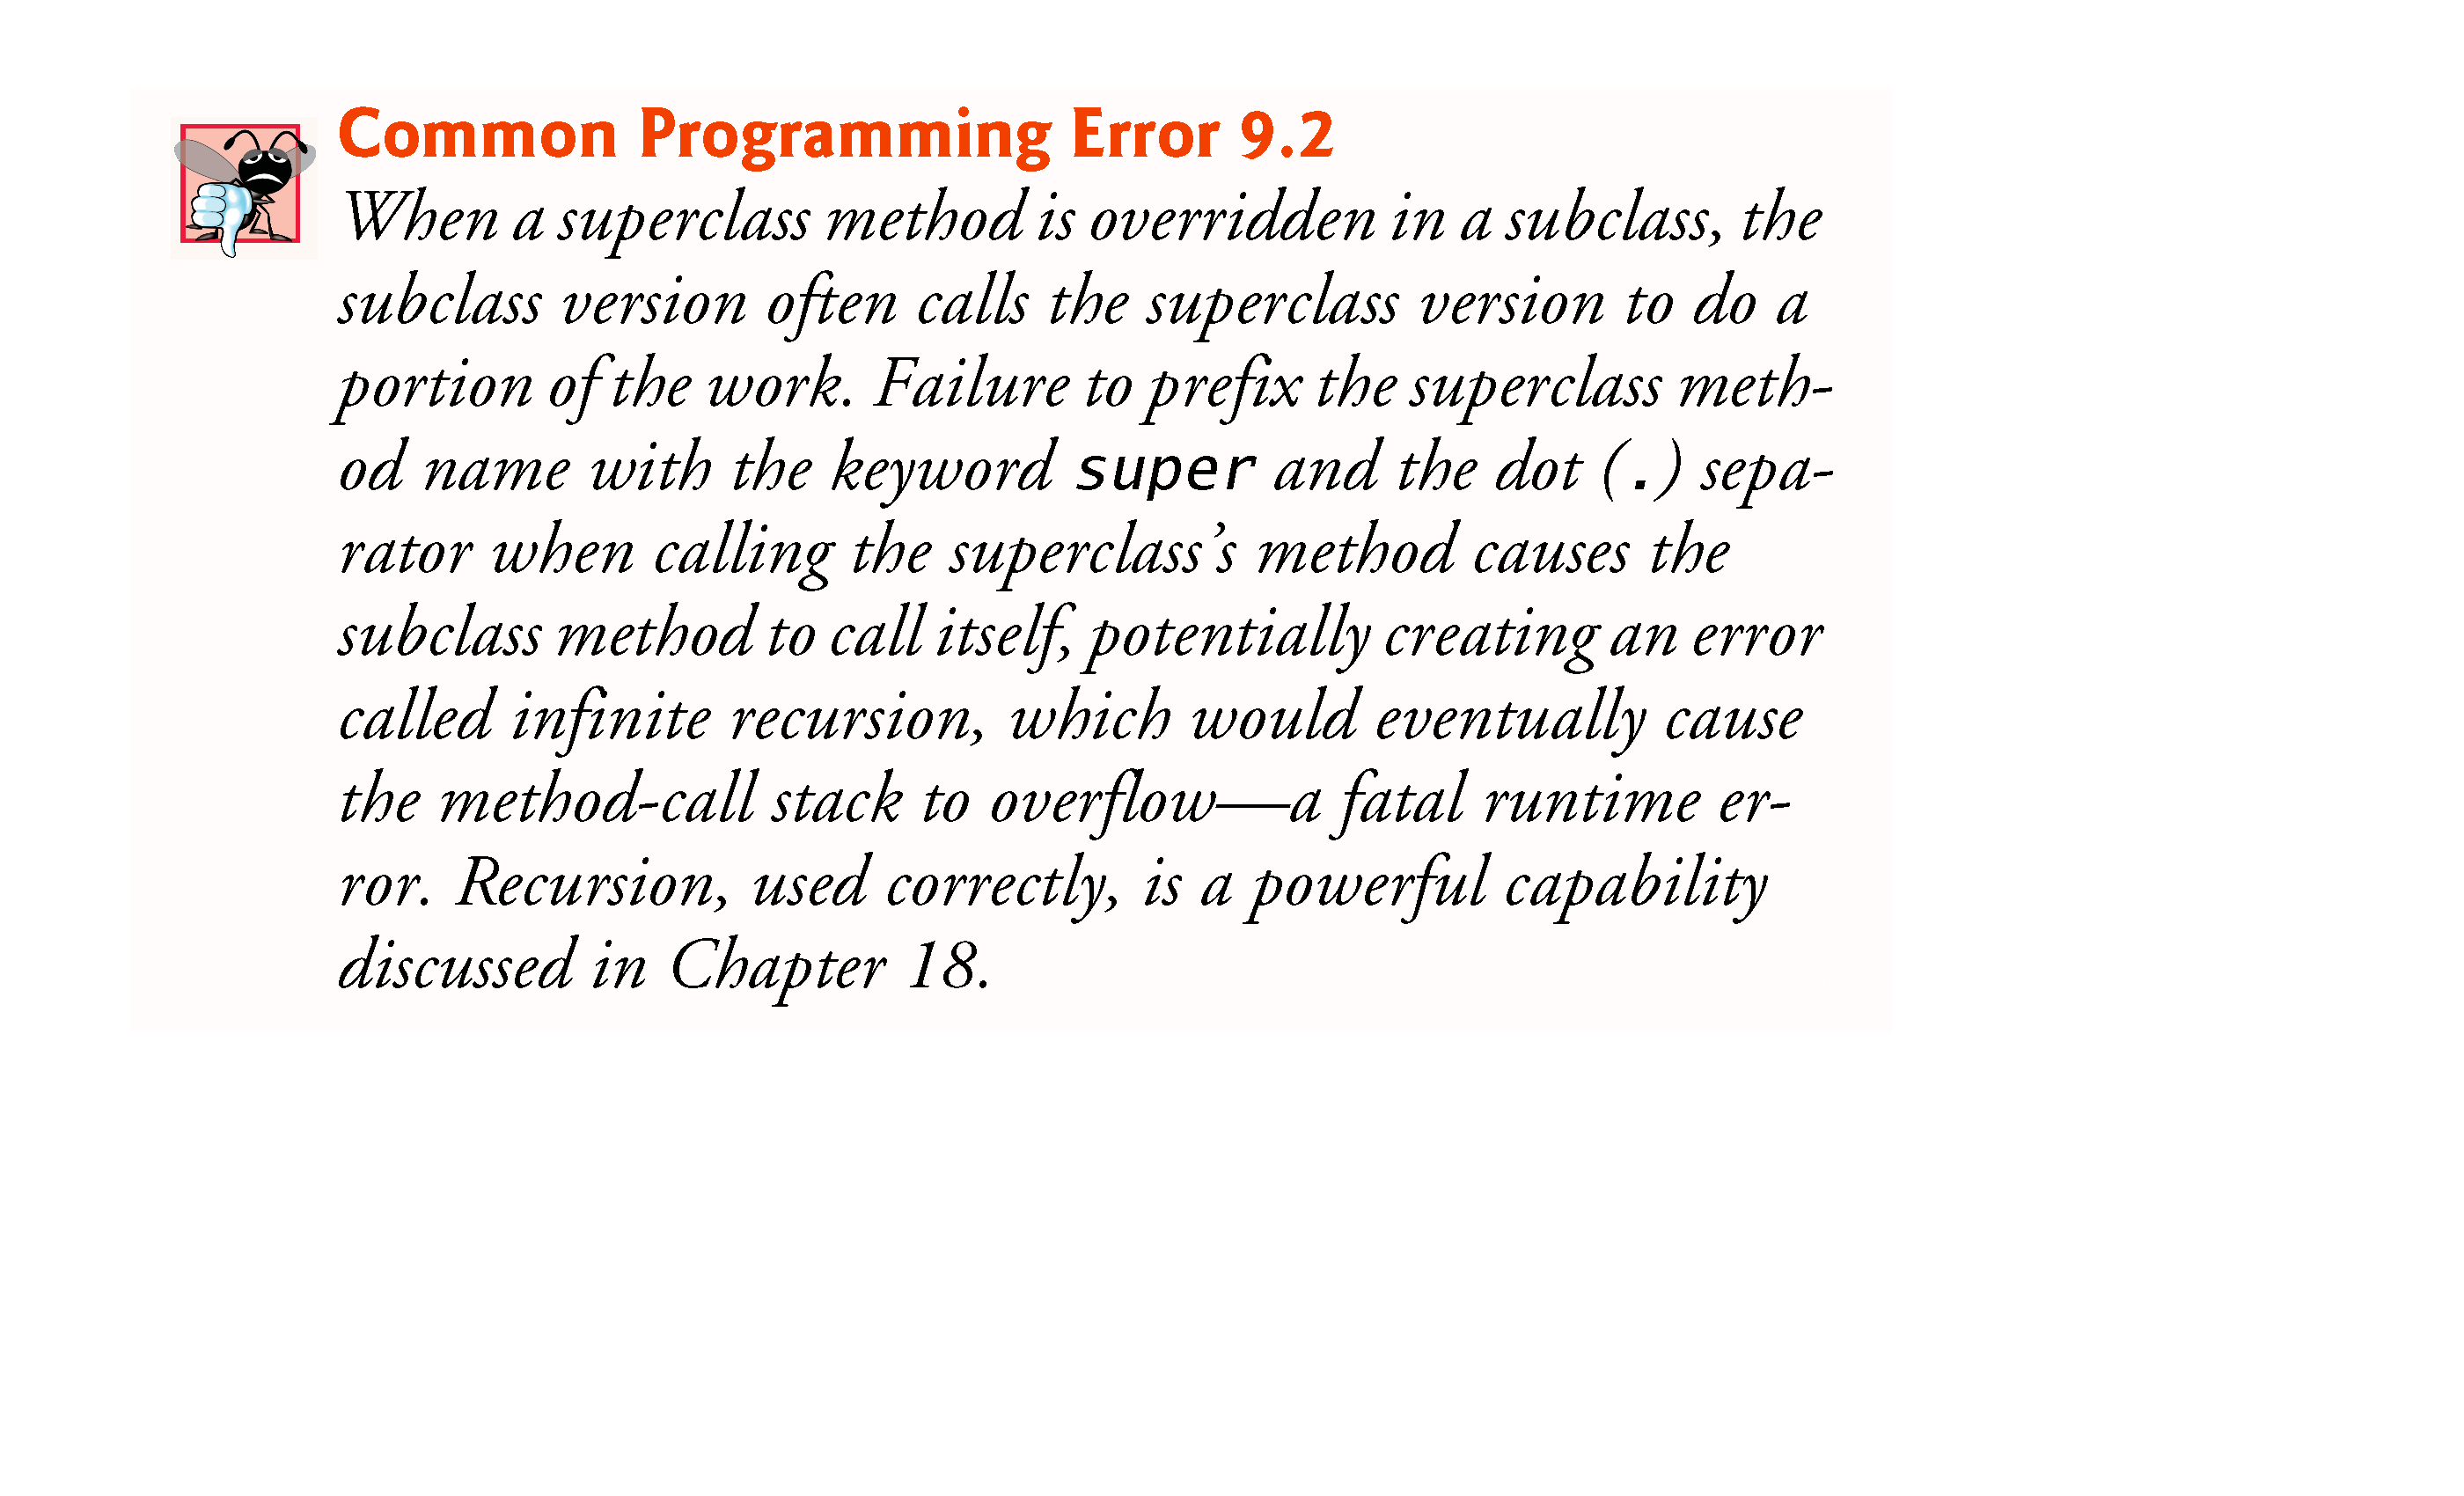 Common Programming Error 9.2
When a superclass method is overridden in a subclass, the
subclass version often calls the superclass version to do a
portion of the work. Failure to prefix the superclass meth-
od name with the keyword super and the dot (.) sepa-
rator when calling the superclass’s method causes the
subclass method to call itself, potentially creating an error
called infinite recursion, which would eventually cause
the method-call stack to overflow—a fatal runtime er-
ror. Recursion, used correctly, is a powerful capability
discussed in Chapter 18.